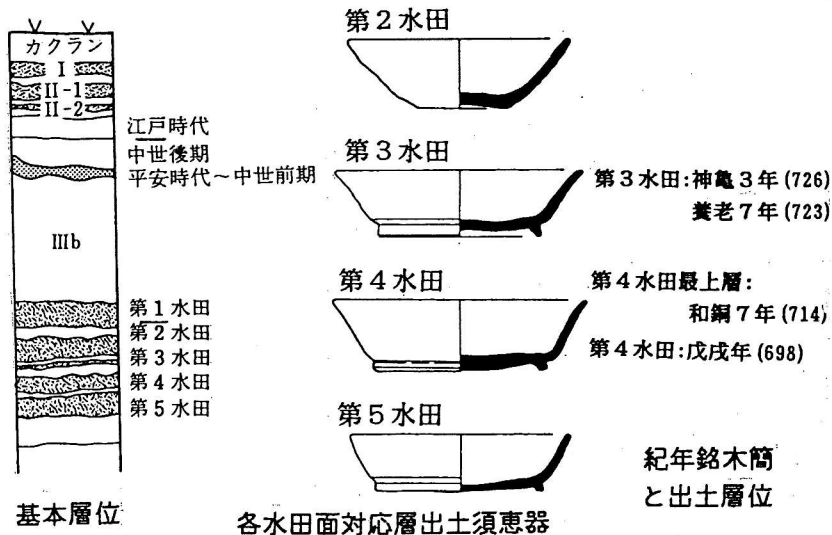 カクラン
I
II-1
II-2
江戸時代
中世後期
平安時代～中世前期
IIIb
第1水田
第2水田
第3水田
第4水田
第5水田
基本層位
第2水田
第3水田
第4水田
第5水田
各水田面対応層出土須恵器
第3水田:神亀3年(726)
養老7年(723)
第4水田最上層:
和銅7年(714)
第4水田:戊戌年(698)
紀年銘木簡
と出土層位